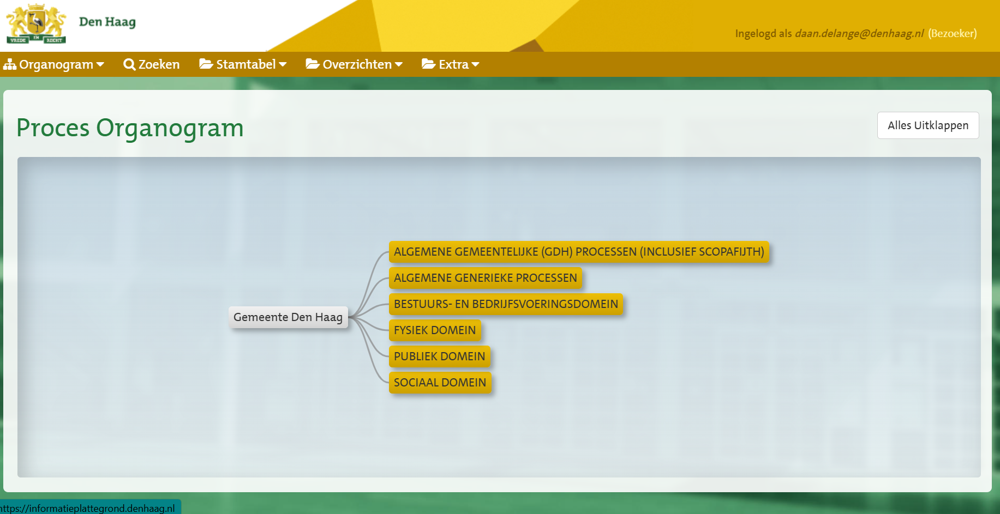 VREDE EN RECHT
Den Haag
Ingelogd als daan.delange@denhaag.nl (Bezoeker)
Organogram Zoeken Stamtabel Overzichten Extra
Proces Organogram
Alles Uitklappen
Gemeente Den Haag
ALGEMENE GEMEENTELIJKE (GDH) PROCESSEN (INCLUSIEF SCOPAFIJTH)
ALGEMENE GENERIEKE PROCESSEN
BESTUURS- EN BEDRIJFSVOERINGSDOMEIN
FYSIEK DOMEIN
PUBLIEK DOMEIN
SOCIAAL DOMEIN
https://informatieplattegrond.denhaag.nl